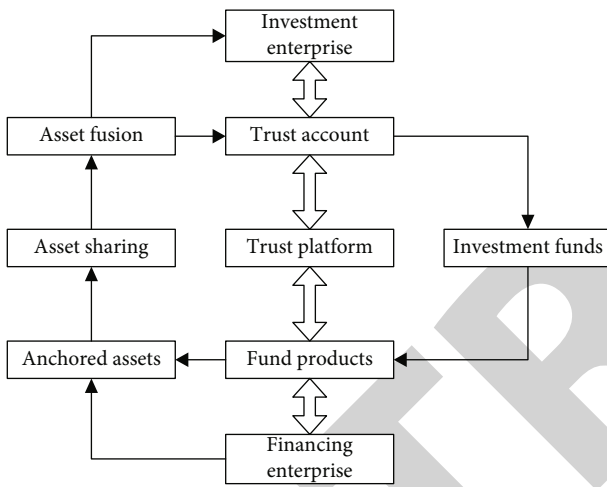 Investment
enterprise
Asset fusion
Trust account
Asset sharing
Trust platform
Investment funds
Anchored assets
Fund products
Financing
enterprise